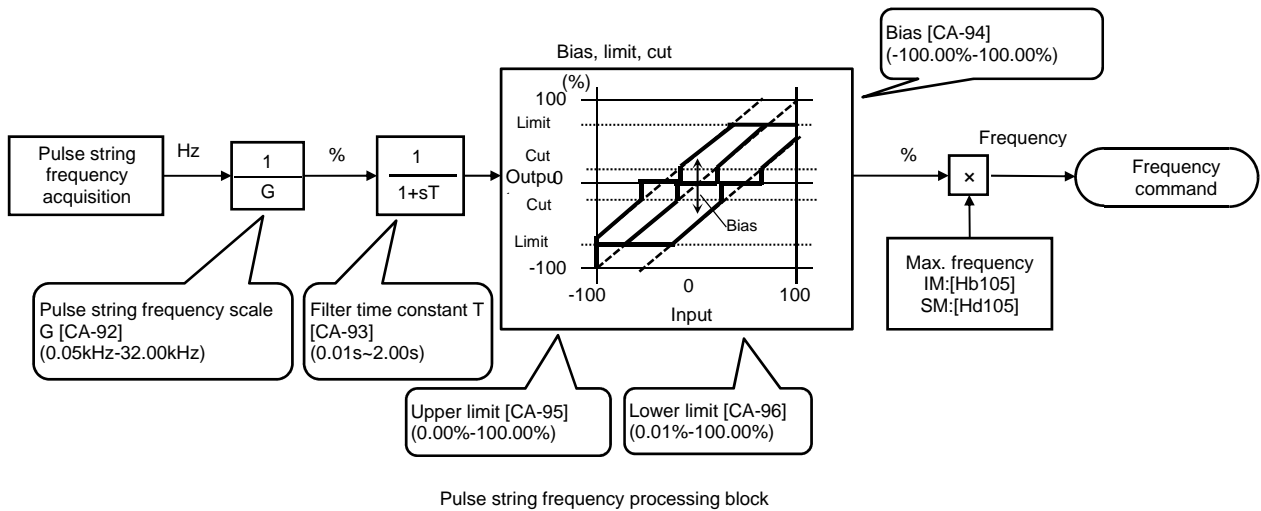 Bias [CA-94]
(-100.00%-100.00%)
Bias, limit, cut
(%)
100
Limit
Cut
Outpu 0
Cut
Limit
-100
-100
0
100
Input
Bias
Pulse string
frequency
acquisition
Hz
1
G
%
1
1+sT
%
×
Frequency
Frequency
command
Max. frequency
IM:[Hb105]
SM:[Hd105]
Pulse string frequency scale
G [CA-92]
(0.05kHz-32.00kHz)
Filter time constant T
[CA-93]
(0.01s~2.00s)
Upper limit [CA-95]
(0.00%-100.00%)
Lower limit [CA-96]
(0.01%-100.00%)
Pulse string frequency processing block